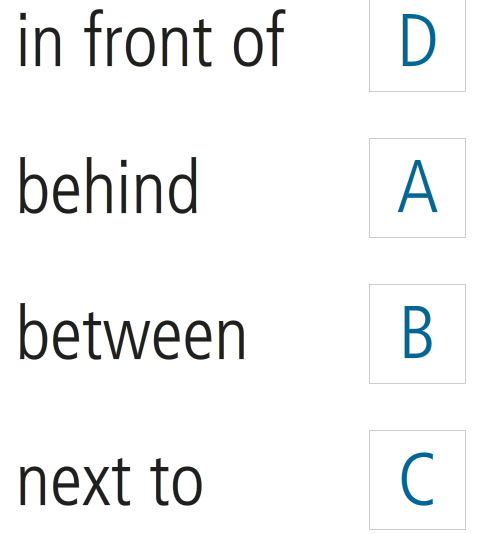 in front of D
behind A
between B
next to C